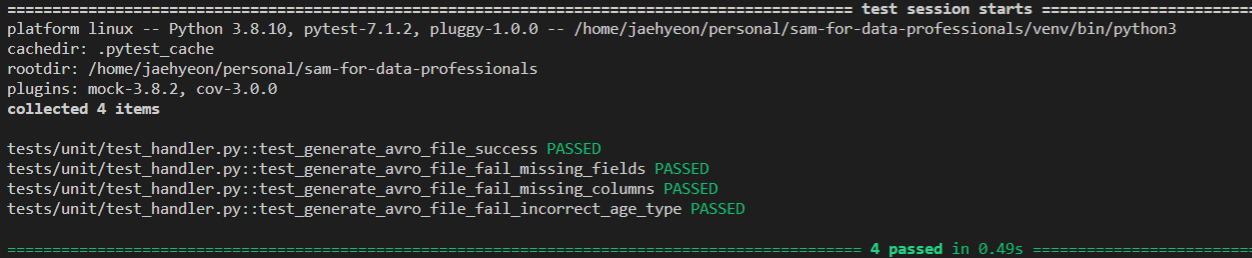 ============================================================================================== test session starts ========================
platform linux -- Python 3.8.10, pytest-7.1.2, pluggy-1.0.0 -- /home/jaehyeon/personal/sam-for-data-professionals/venv/bin/python3
cachedir: .pytest_cache
rootdir: /home/jaehyeon/personal/sam-for-data-professionals
plugins: mock-3.8.2, cov-3.0.0
collected 4 items
tests/unit/test_handler.py::test_generate_avro_file_success PASSED
tests/unit/test_handler.py::test_generate_avro_file_fail_missing_fields PASSED
tests/unit/test_handler.py::test_generate_avro_file_fail_missing_columns PASSED
tests/unit/test_handler.py::test_generate_avro_file_fail_incorrect_age_type PASSED
=============================================================================================== 4 passed in 0.49s =========================